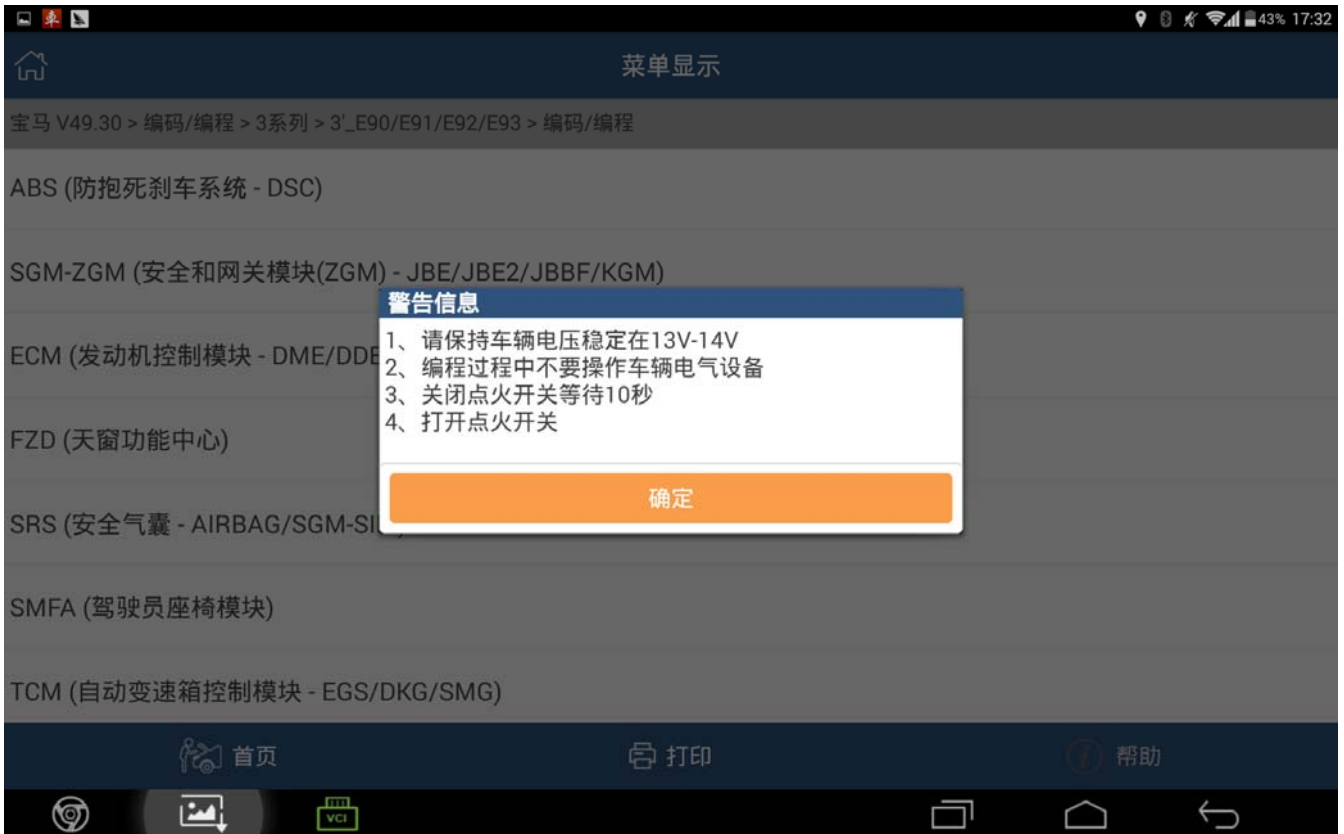 43% 17:32
菜单显示
宝马 V49.30 > 编码/编程 > 3系列 > 3'_E90/E91/E92/E93 > 编码/编程
ABS (防抱死刹车系统 - DSC)
SGM-ZGM (安全和网关模块(ZGM) - JBE/JBE2/JBBF/KGM)
ECM (发动机控制模块 - DME/DDE
FZD (天窗功能中心)
SRS (安全气囊 - AIRBAG/SGM-SI
SMFA (驾驶员座椅模块)
TCM (自动变速箱控制模块 - EGS/DKG/SMG)
警告信息
1、请保持车辆电压稳定在13V-14V
2、编程过程中不要操作车辆电气设备
3、关闭点火开关等待10秒
4、打开点火开关
确定
首页
打印
帮助
VCI